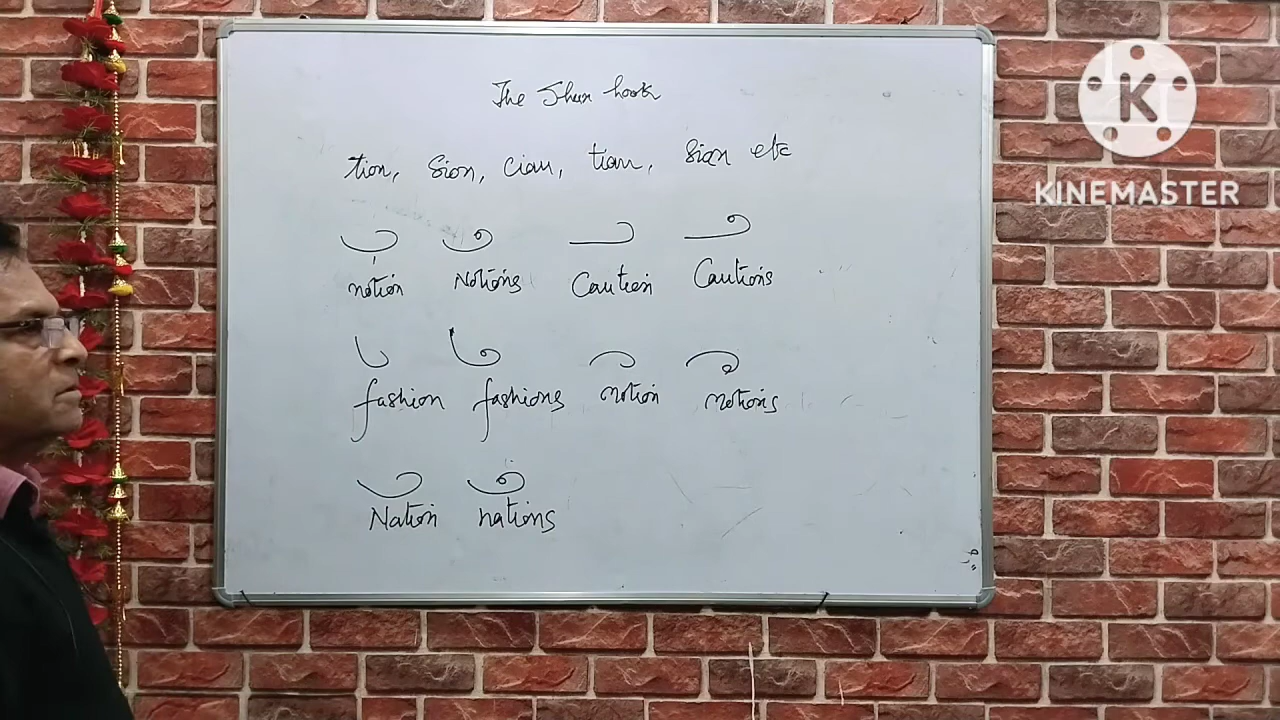 The Shun hook
tion, Sion, Cian, tian, sian etc
notion Notions Caution Cautions
fashion fashions motion motions
Nation nations
K
KINEMASTER